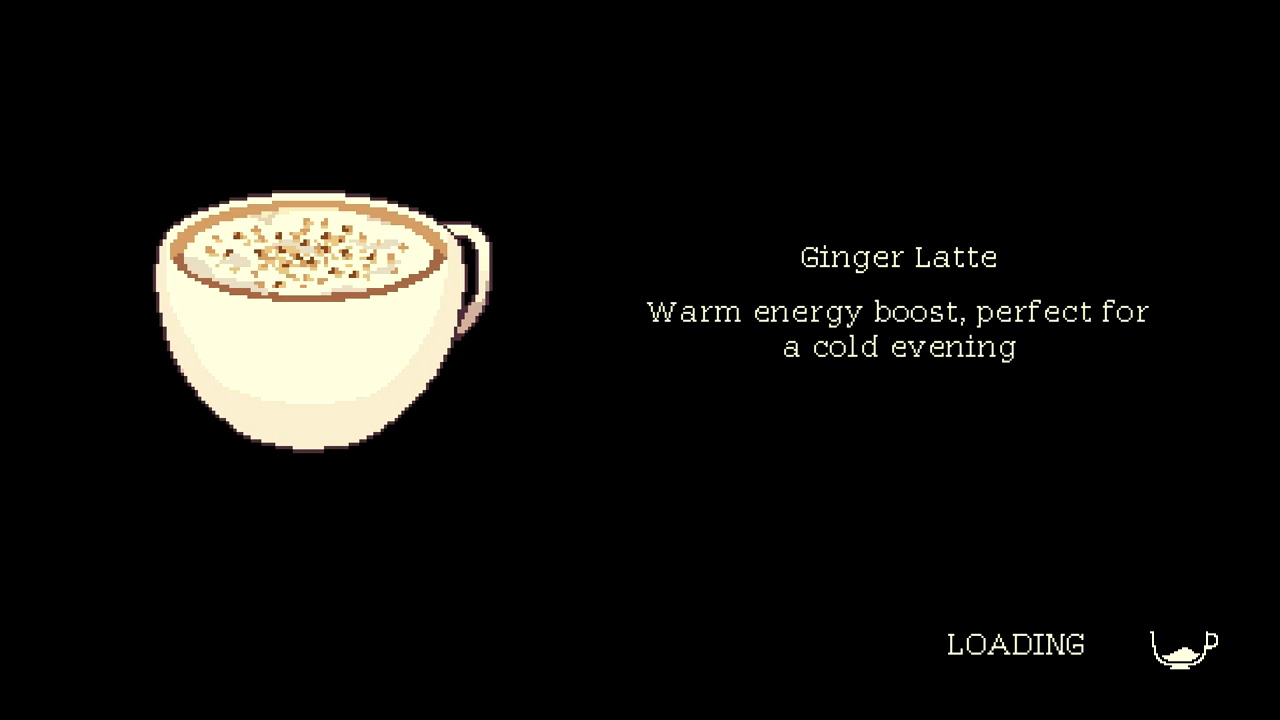 Ginger Latte
Warm energy boost, perfect for
a cold evening
LOADING